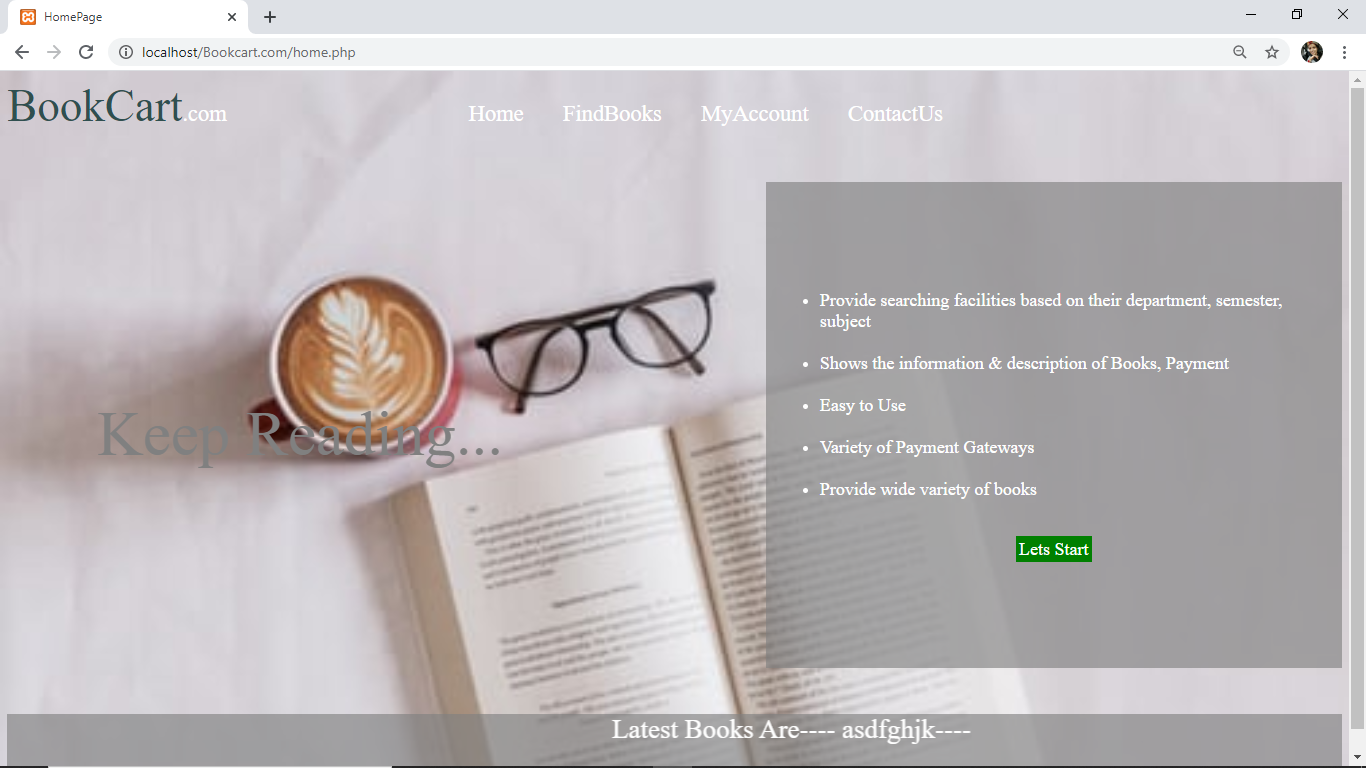 HomePage
localhost/Bookcart.com/home.php
BookCart.com
Home FindBooks MyAccount ContactUs
Provide searching facilities based on their department, semester,
subject
Shows the information & description of Books, Payment
Easy to Use
Variety of Payment Gateways
Provide wide variety of books
Keep Reading...
Lets Start
Latest Books Are---- asdfghjk----